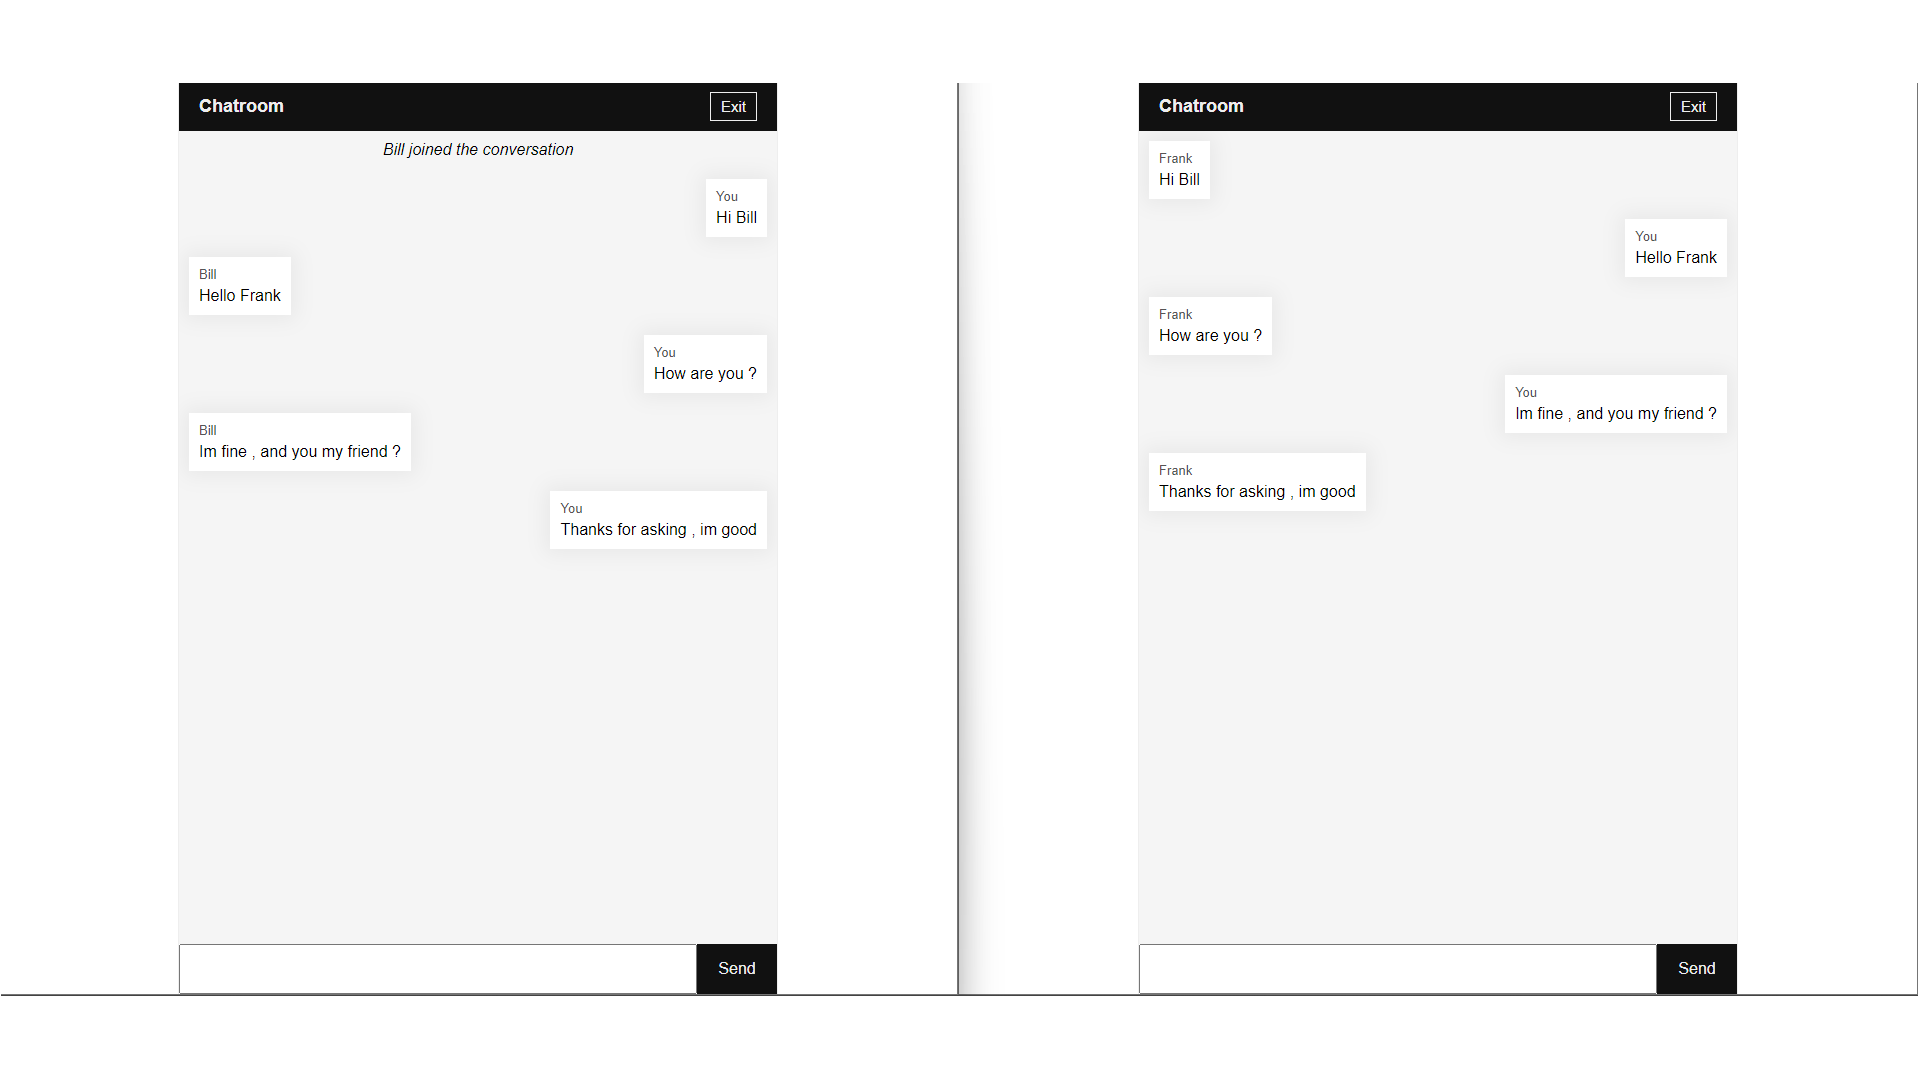 Chatroom
Exit
Bill joined the conversation
You
Hi Bill
Bill
Hello Frank
You
How are you ?
Bill
Im fine , and you my friend ?
You
Thanks for asking , im good
Send
Chatroom
Exit
Frank
Hi Bill
You
Hello Frank
Frank
How are you ?
You
Im fine , and you my friend ?
Frank
Thanks for asking , im good
Send